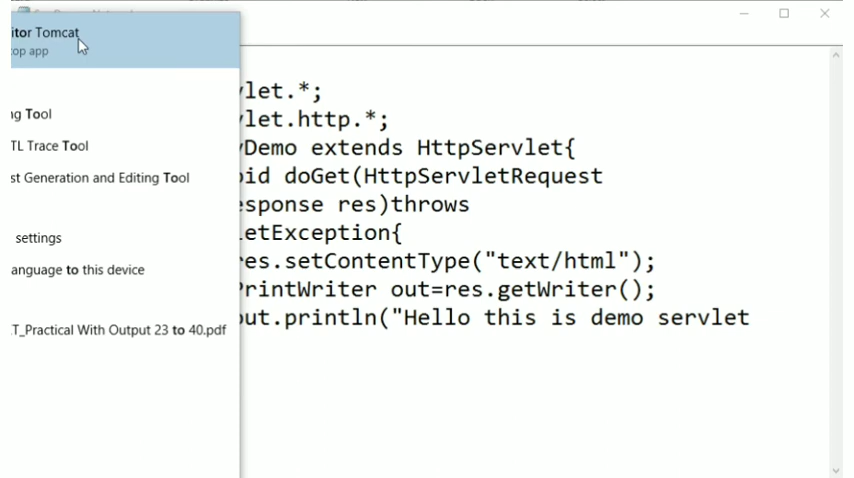 itor Tomcat
top app
ng Tool
TL Trace Tool
st Generation and Editing Tool
settings
anguage to this device
T_Practical With Output 23 to 40.pdf
vlet.*;
vlet.http.*;
yDemo extends HttpServlet{
oid doGet(HttpServletRequest
esponse res)throws
letException{
res.setContentType("text/html");
PrintWriter out=res.getWriter();
out.println("Hello this is demo servlet